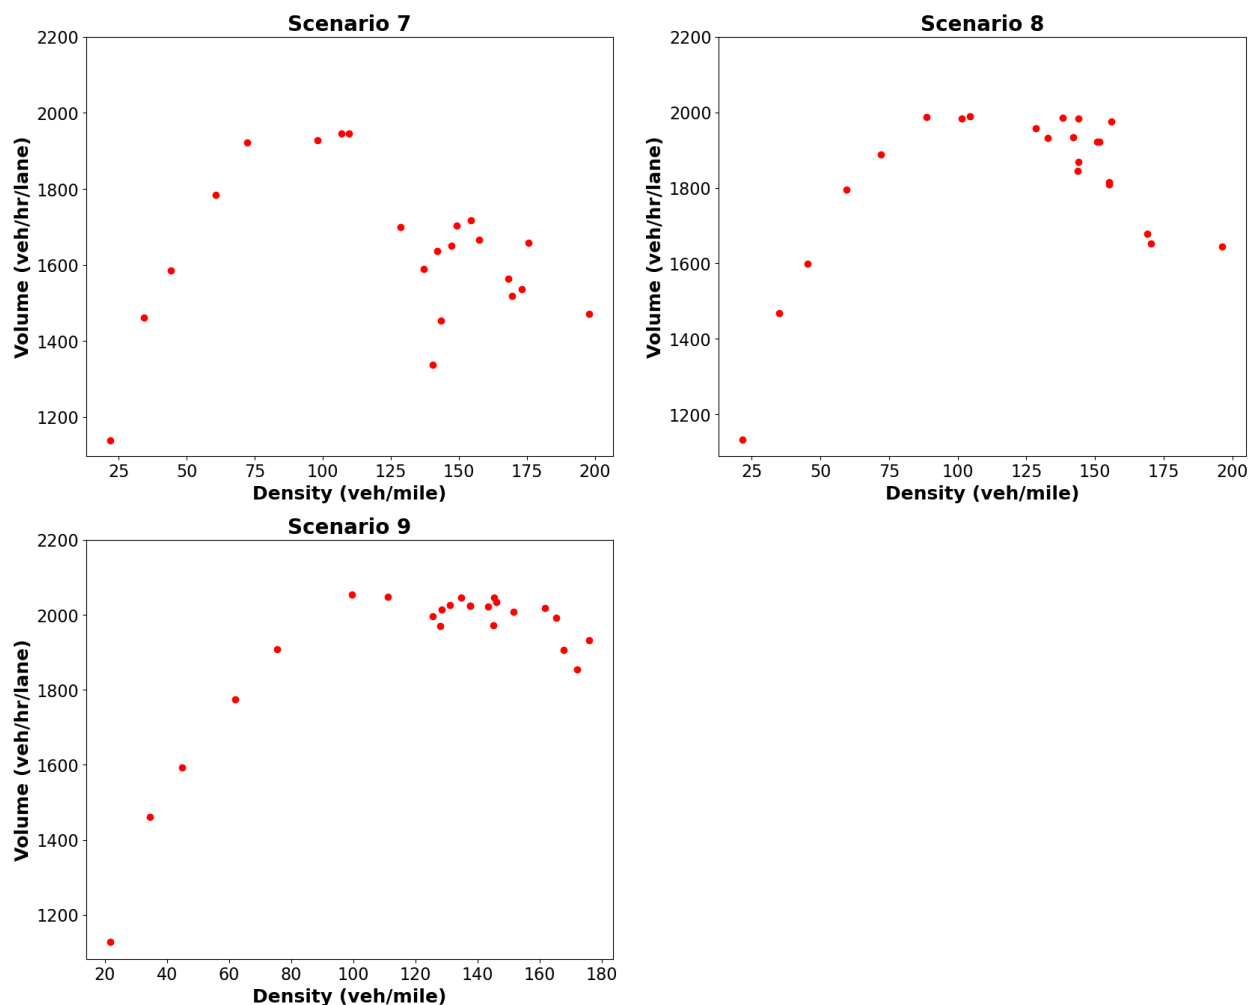 Scenario 7
2200
2000
1800
1600
1400
1200
Volume (veh/hr/lane)
25 50 75 100 125 150 175 200
Density (veh/mile)
Scenario 8
2200
2000
1800
1600
1400
1200
Volume (veh/hr/lane)
25 50 75 100 125 150 175 200
Density (veh/mile)
Scenario 9
2200
2000
1800
1600
1400
1200
Volume (veh/hr/lane)
20 40 60 80 100 120 140 160 180
Density (veh/mile)